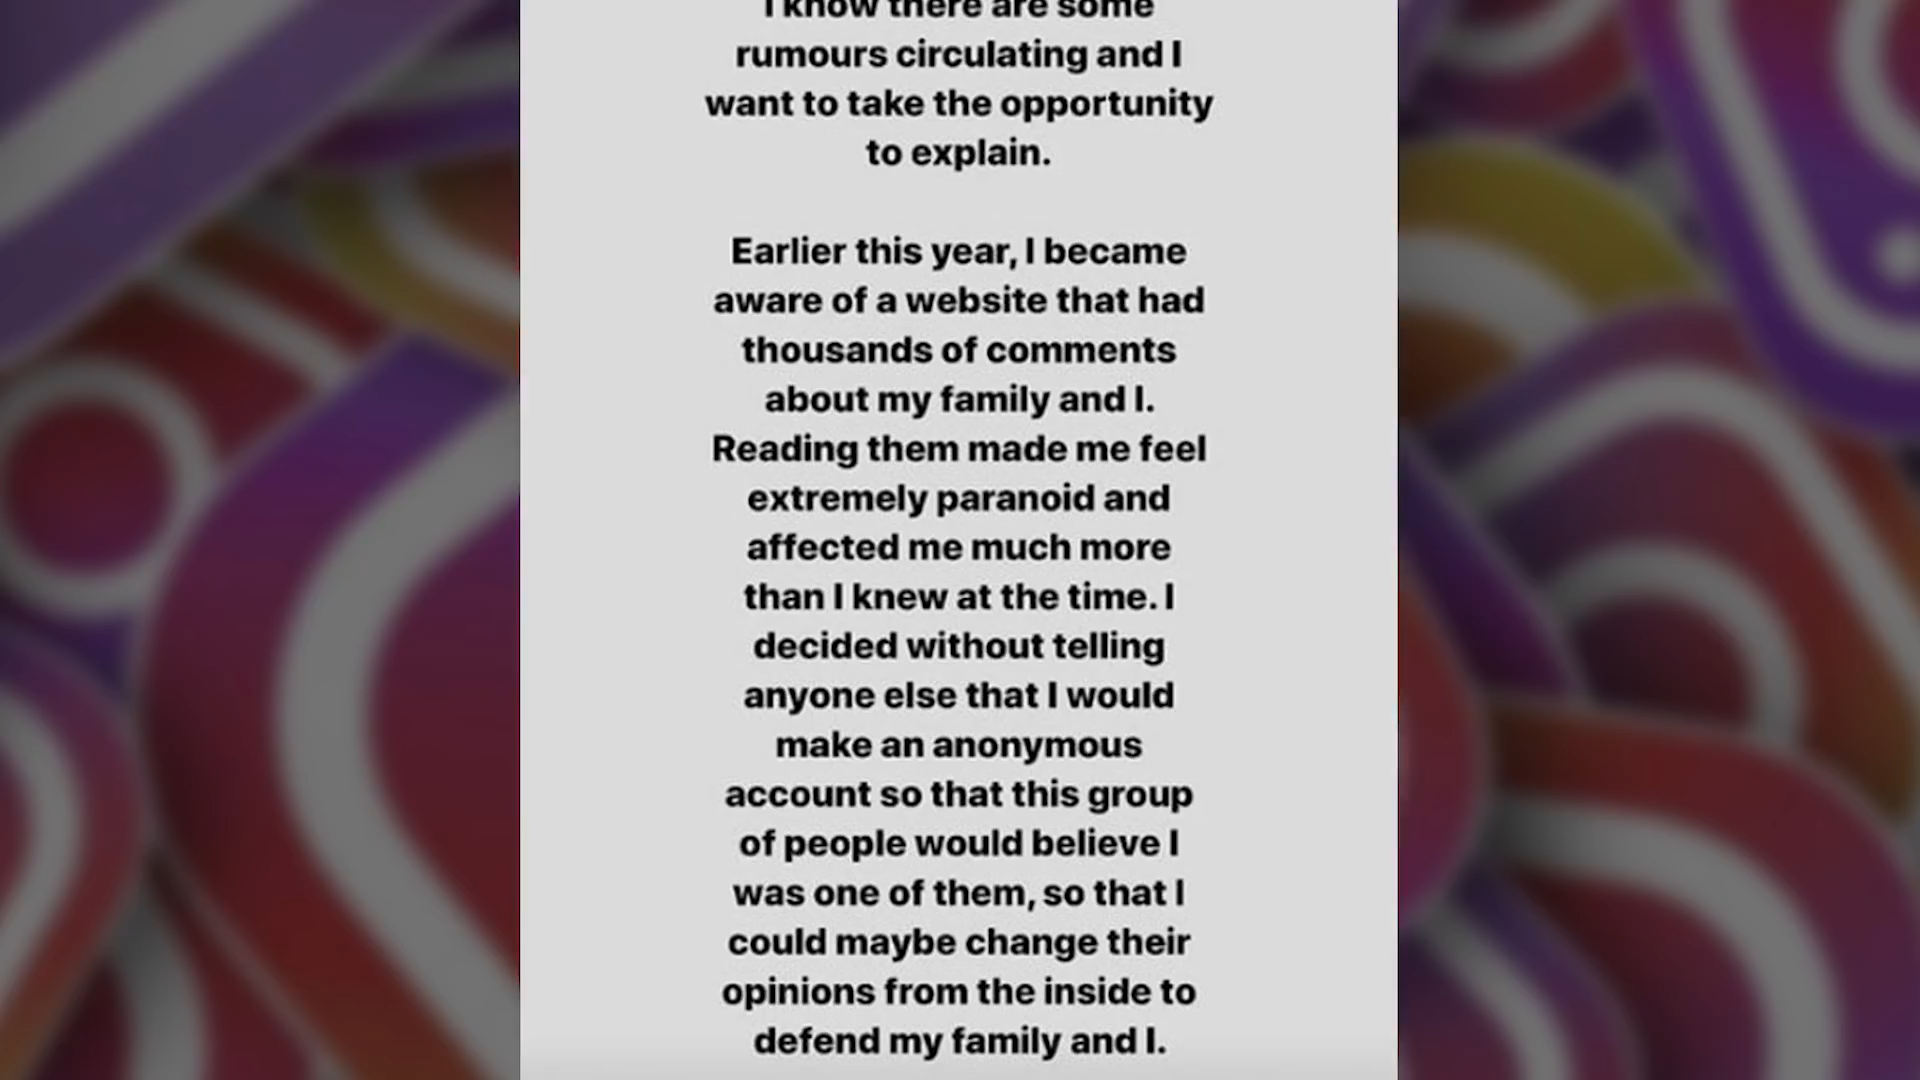 I know there are some
rumours circulating and I
want to take the opportunity
to explain.
Earlier this year, I became
aware of a website that had
thousands of comments
about my family and I.
Reading them made me feel
extremely paranoid and
affected me much more
than I knew at the time. I
decided without telling
anyone else that I would
make an anonymous
account so that this group
of people would believe I
was one of them, so that I
could maybe change their
opinions from the inside to
defend my family and I.